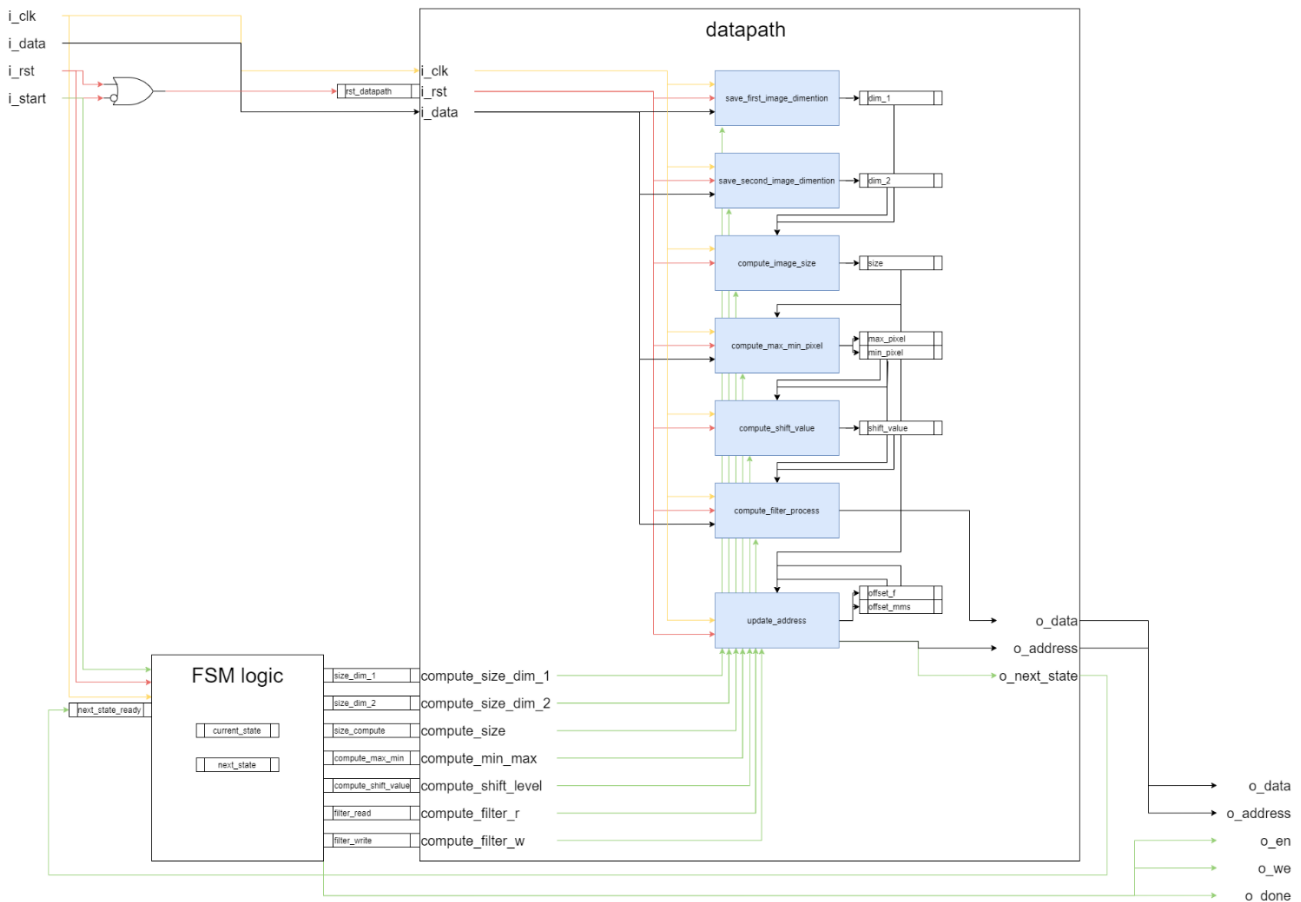 i_clk
i_data
i_rst
i_start
datapath
rst_datapath
i_clk
i_rst
i_data
save_first_image_dimention
dim_1
save_second_image_dimention
dim_2
compute_image_size
size
compute_max_min_pixel
max_pixel
min_pixel
compute_shift_value
shift_value
compute_filter_process
update_address
offset_f
offset_mms
o_data
o_address
o_next_state
FSM logic
next_state_ready
current_state
next_state
size_dim_1
compute_size_dim_1
size_dim_2
compute_size_dim_2
size_compute
compute_size
compute_max_min
compute_min_max
compute_shift_value
compute_shift_level
filter_read
compute_filter_r
filter_write
compute_filter_w
o_data
o_address
o_en
o_we
o_done